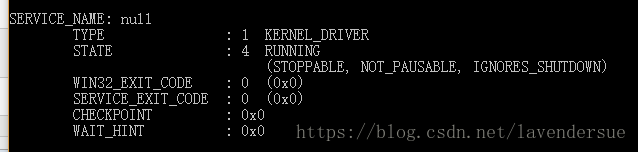 SERVICE_NAME: null
TYPE : 1 KERNEL_DRIVER
STATE : 4 RUNNING
(STOPPABLE, NOT_PAUSABLE, IGNORES_SHUTDOWN)
WIN32_EXIT_CODE : 0 (0x0)
SERVICE_EXIT_CODE : 0 (0x0)
CHECKPOINT : 0x0
WAIT_HINT : 0x0
https://blog.csdn.net/lavendersue